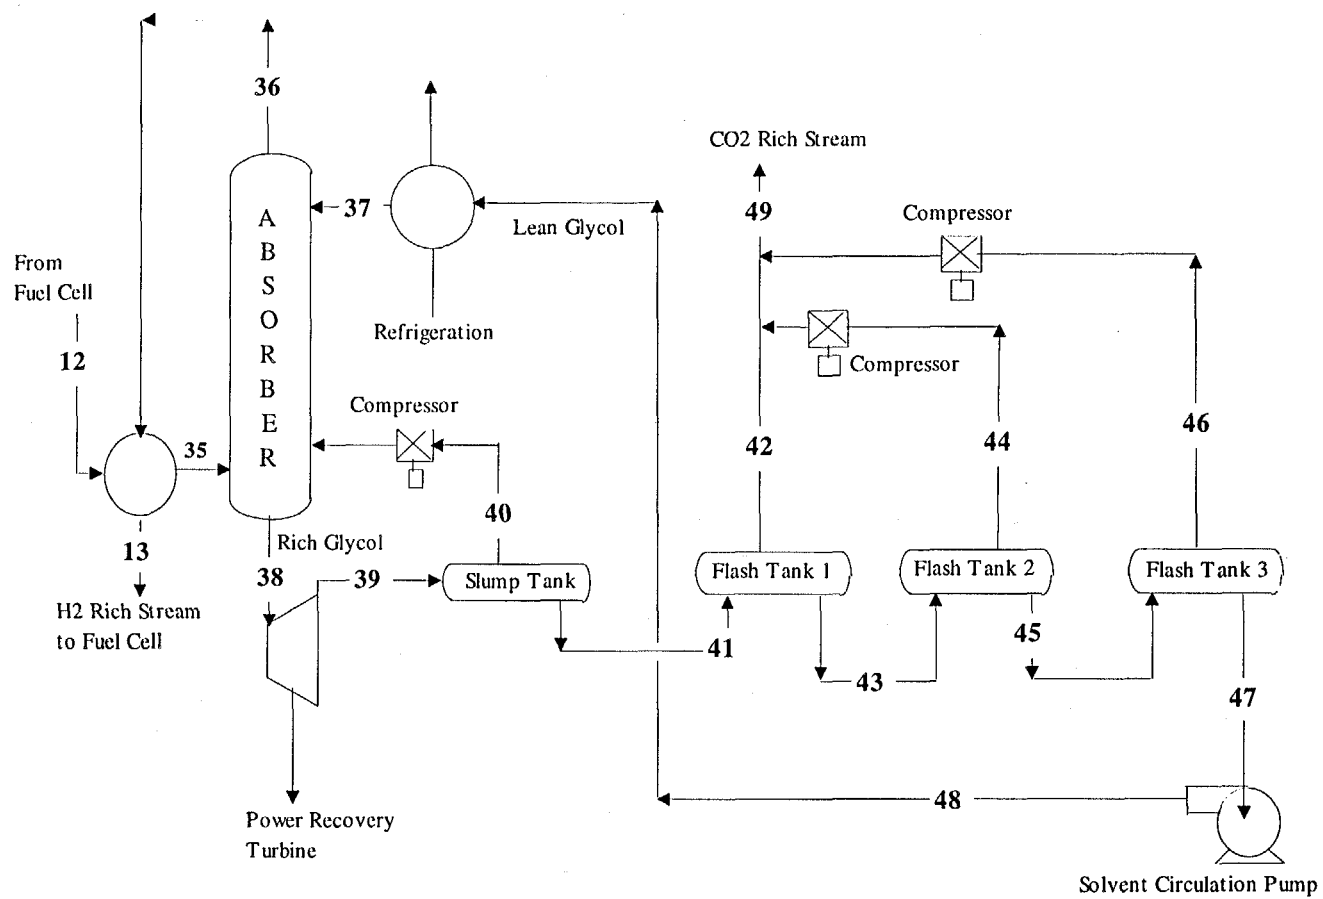 36
CO2 Rich Stream
ABSORBER
37
Lean Glycol
49
Compressor
From
Fuel Cell
Refrigeration
12
Compressor
Compressor
35
42
44
46
40
13
Rich Glycol
38
39
Slump Tank
Flash Tank 1
Flash Tank 2
Flash Tank 3
H2 Rich Stream
to Fuel Cell
41
45
43
47
48
Power Recovery
Turbine
Solvent Circulation Pump